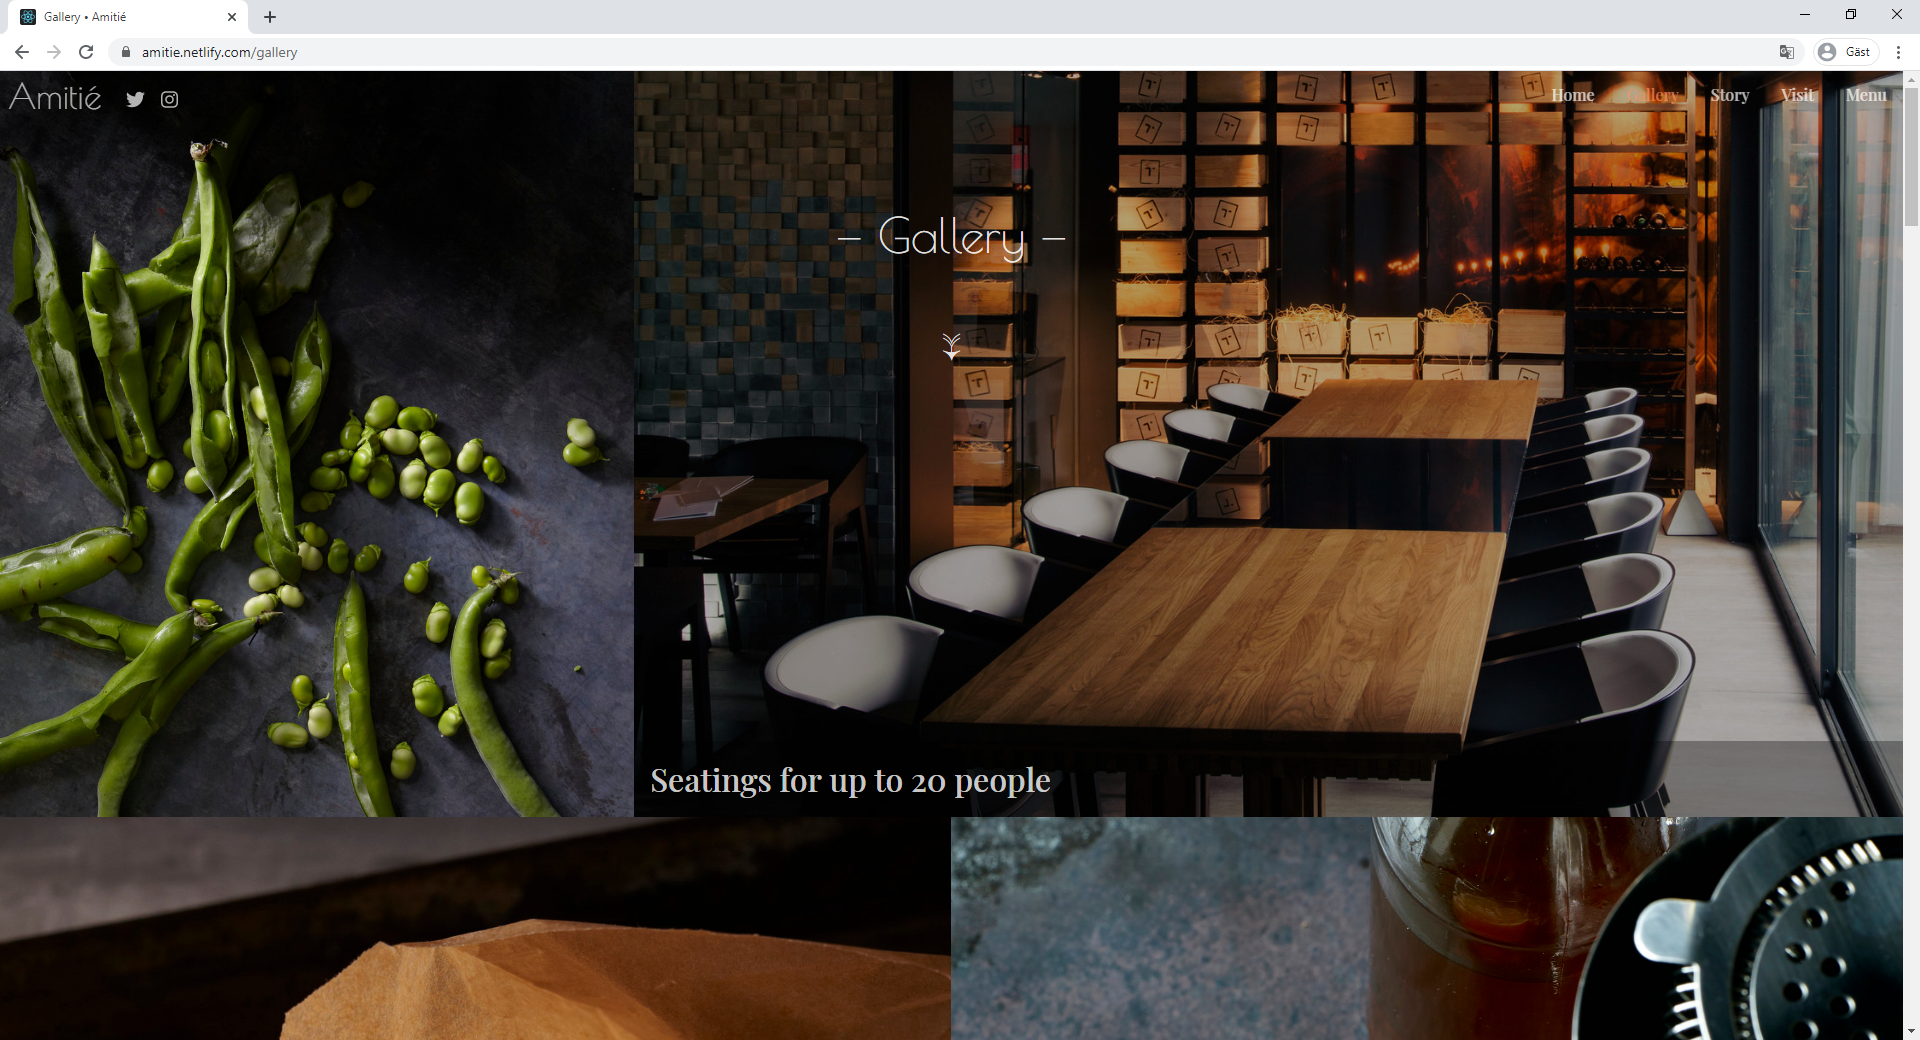 Gallery • Amitié
amitie.netlify.com/gallery
Gäst
Amitié
Home Gallery Story Visit Menu
– Gallery –
Seatings for up to 20 people